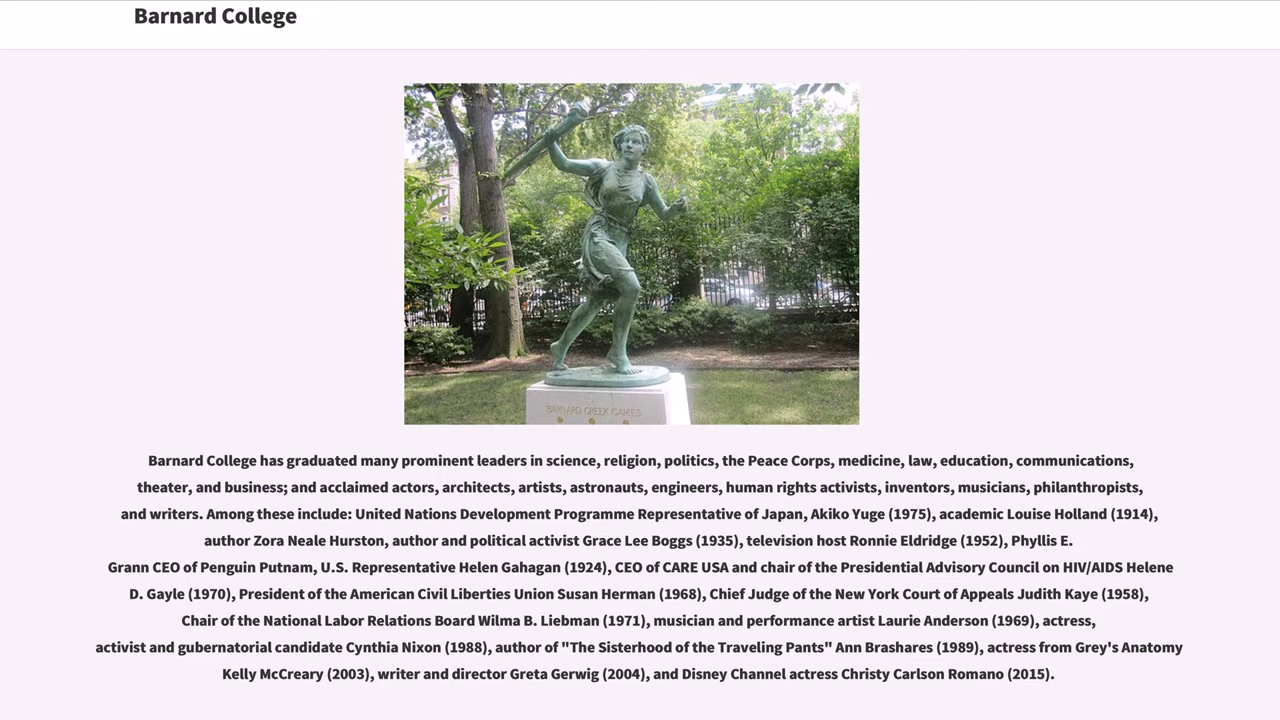 Barnard College
BARNARD GREEK GAMES
Barnard College has graduated many prominent leaders in science, religion, politics, the Peace Corps, medicine, law, education, communications,
theater, and business; and acclaimed actors, architects, artists, astronauts, engineers, human rights activists, inventors, musicians, philanthropists,
and writers. Among these include: United Nations Development Programme Representative of Japan, Akiko Yuge (1975), academic Louise Holland (1914),
author Zora Neale Hurston, author and political activist Grace Lee Boggs (1935), television host Ronnie Eldridge (1952), Phyllis E.
Grann CEO of Penguin Putnam, U.S. Representative Helen Gahagan (1924), CEO of CARE USA and chair of the Presidential Advisory Council on HIV/AIDS Helene
D. Gayle (1970), President of the American Civil Liberties Union Susan Herman (1968), Chief Judge of the New York Court of Appeals Judith Kaye (1958),
Chair of the National Labor Relations Board Wilma B. Liebman (1971), musician and performance artist Laurie Anderson (1969), actress,
activist and gubernatorial candidate Cynthia Nixon (1988), author of "The Sisterhood of the Traveling Pants" Ann Brashares (1989), actress from Grey's Anatomy
Kelly McCreary (2003), writer and director Greta Gerwig (2004), and Disney Channel actress Christy Carlson Romano (2015).